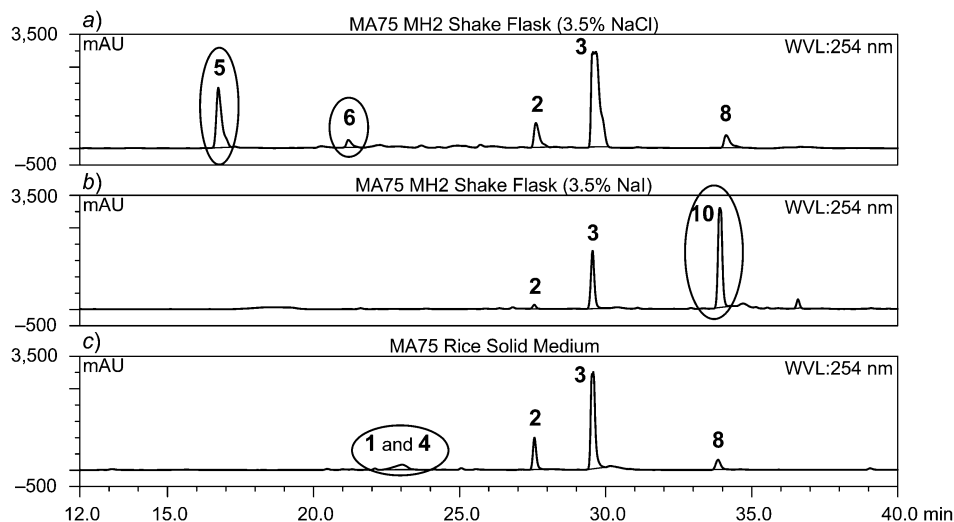 a) MA75 MH2 Shake Flask (3.5% NaCl)
3,500
mAU
WVL:254 nm
5
6
2
3
8
–500
b) MA75 MH2 Shake Flask (3.5% NaI)
3,500
mAU
WVL:254 nm
2
3
10
–500
c) MA75 Rice Solid Medium
3,500
mAU
WVL:254 nm
1 and 4
2
3
8
–500
12.0 15.0 20.0 25.0 30.0 35.0 40.0 min